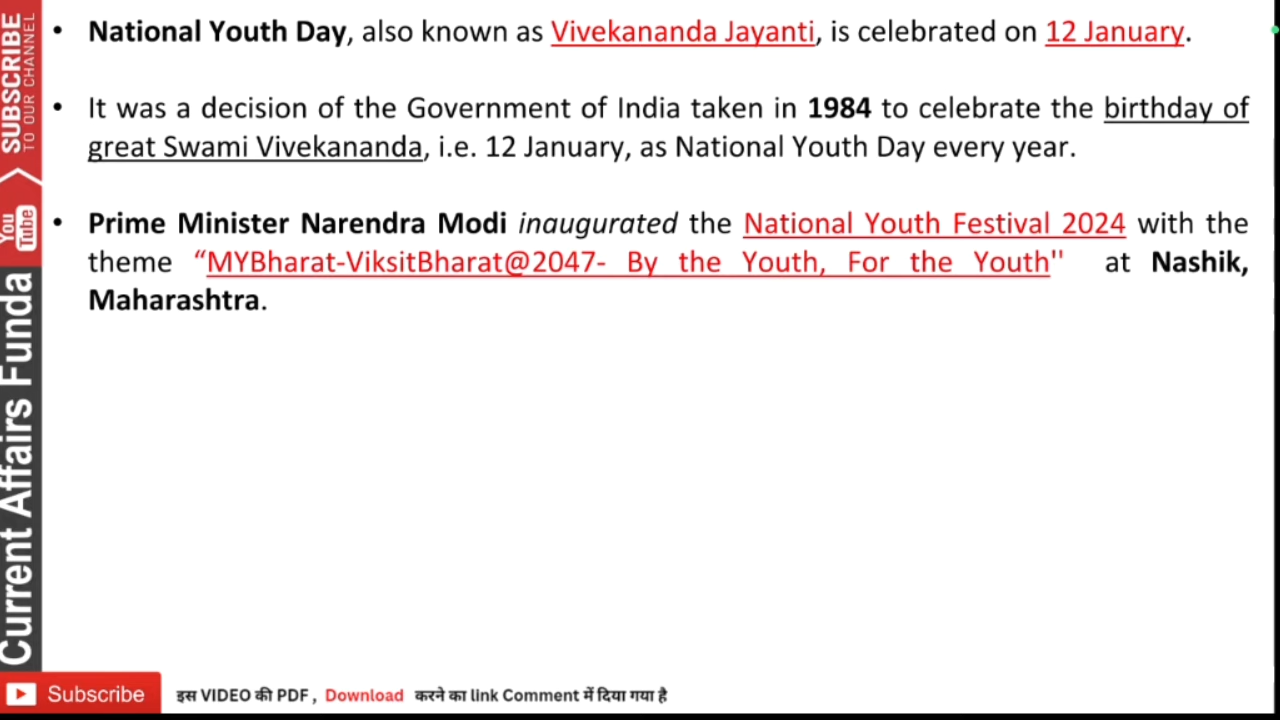 • National Youth Day, also known as Vivekananda Jayanti, is celebrated on 12 January.
• It was a decision of the Government of India taken in 1984 to celebrate the birthday of
great Swami Vivekananda, i.e. 12 January, as National Youth Day every year.
• Prime Minister Narendra Modi inaugurated the National Youth Festival 2024 with the
theme “MYBharat-ViksitBharat@2047- By the Youth, For the Youth'' at Nashik,
Maharashtra.
SUBSCRIBE
TO OUR CHANNEL
You
Tube
Current Affairs Funda
Subscribe
इस VIDEO की PDF , Download करने का link Comment में दिया गया है